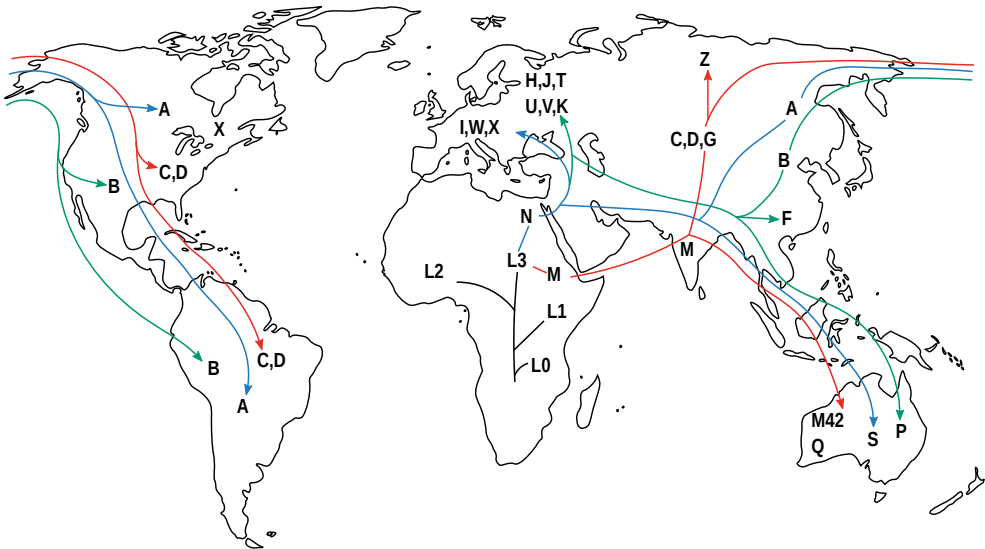 Z
H,J,T
U,V,K
A
A
I,W,X
X
C,D,G
C,D
B
B
N
F
M
L3
L2
M
L1
C,D
L0
B
A
M42
P
S
Q